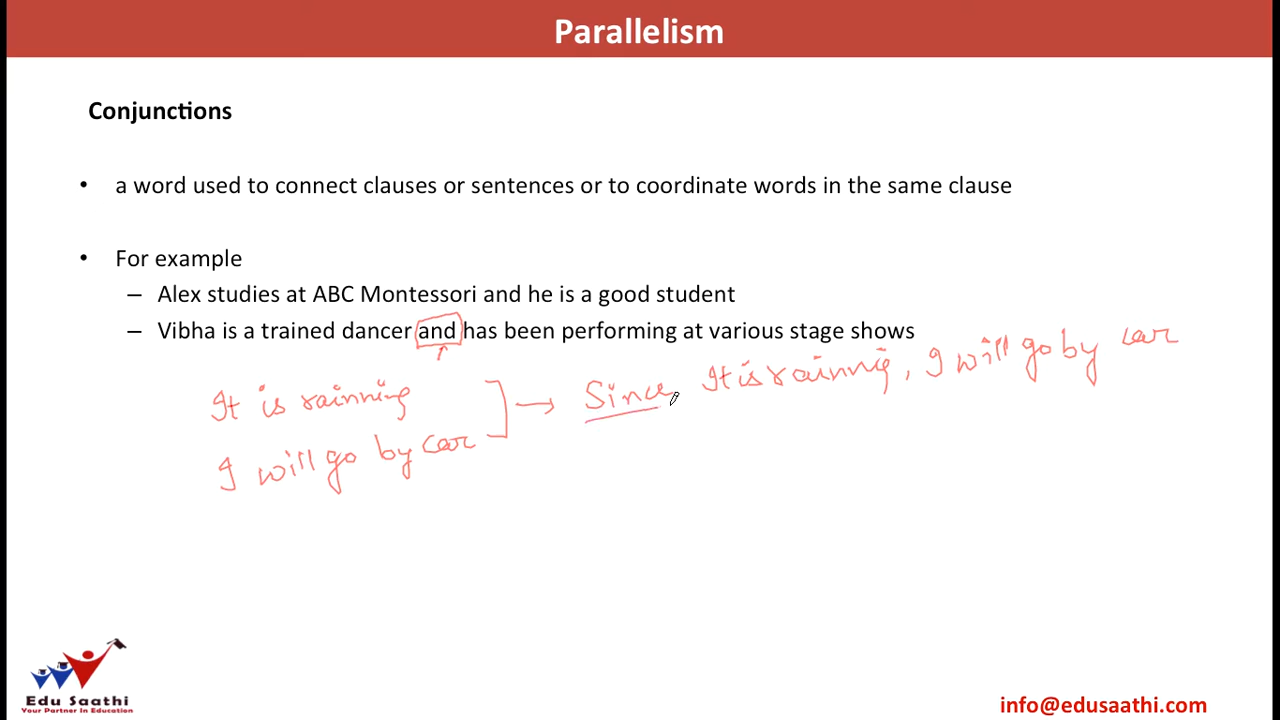 Parallelism
Conjunctions
• a word used to connect clauses or sentences or to coordinate words in the same clause
• For example
– Alex studies at ABC Montessori and he is a good student
– Vibha is a trained dancer and has been performing at various stage shows
It is rainning
I will go by car
Since It is rainnig, I will go by car
Edu Saathi
Your Partner In Education
info@edusaathi.com